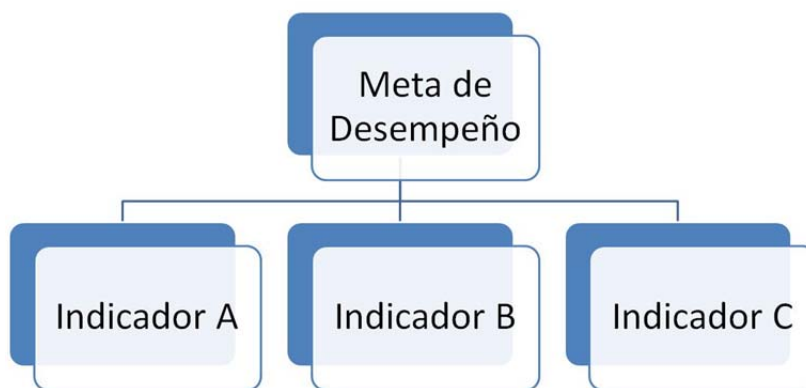 Meta de
Desempeño
Indicador A
Indicador B
Indicador C